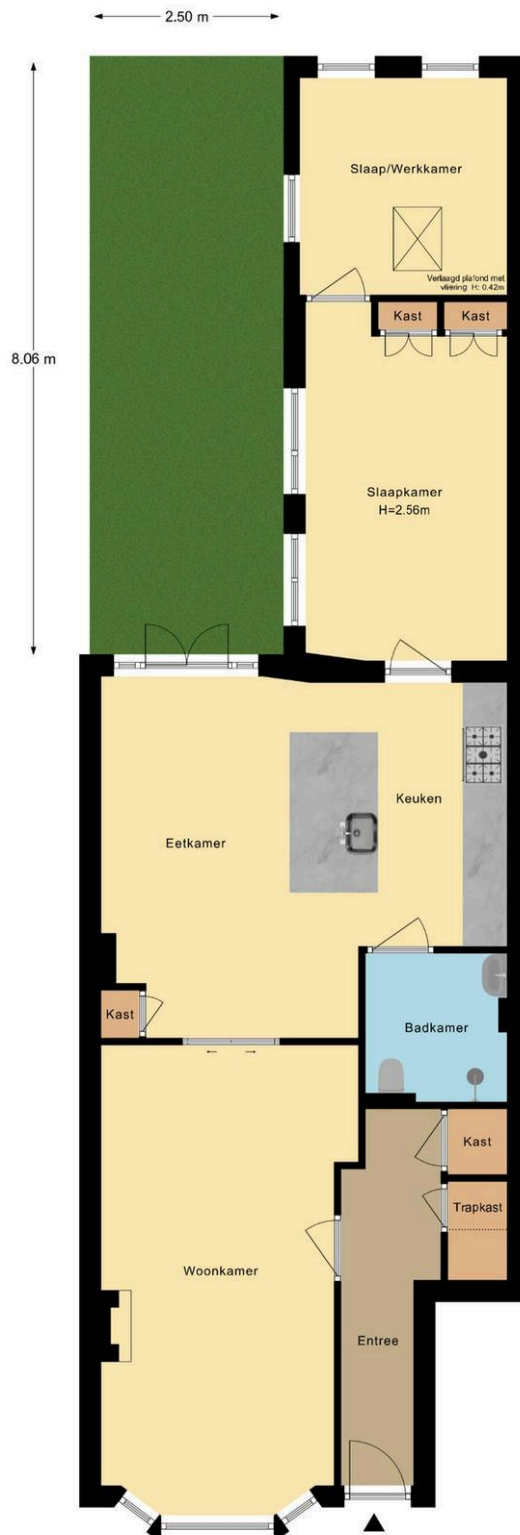 2.50 m
8.06 m
Slaap/Werkkamer
Verlaagd plafond met
vliering H: 0.42m
Kast
Kast
Slaapkamer
H=2.56m
Keuken
Eetkamer
Kast
Badkamer
Kast
Trapkast
Woonkamer
Entree